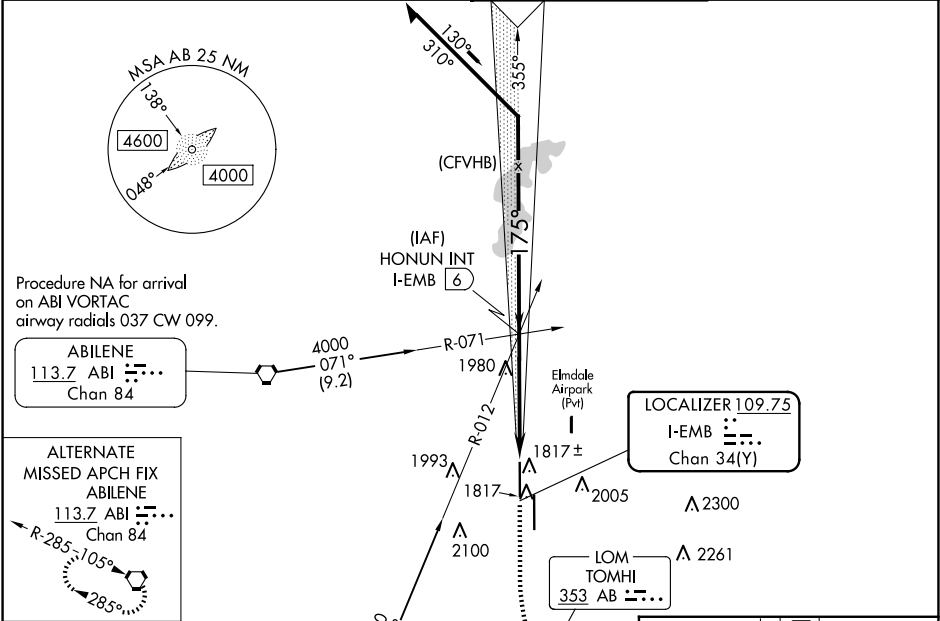 MSA AB 25 NM
138°
4600
048°
4000
130°
310°
355°
(CFVHB)
x
175°
(IAF)
HONUN INT
I-EMB 6
Procedure NA for arrival
on ABI VORTAC
airway radials 037 CW 099.
ABILENE
113.7 ABI
Chan 84
4000
071°
(9.2)
R-071
1980
Elmdale
Airpark
(Pvt)
LOCALIZER 109.75
I-EMB
Chan 34(Y)
R-012
1993
1817 ±
1817
2005
2300
2100
2261
ALTERNATE
MISSED APCH FIX
ABILENE
113.7 ABI
Chan 84
R-285
105°
285°
LOM
TOMHI
353 AB